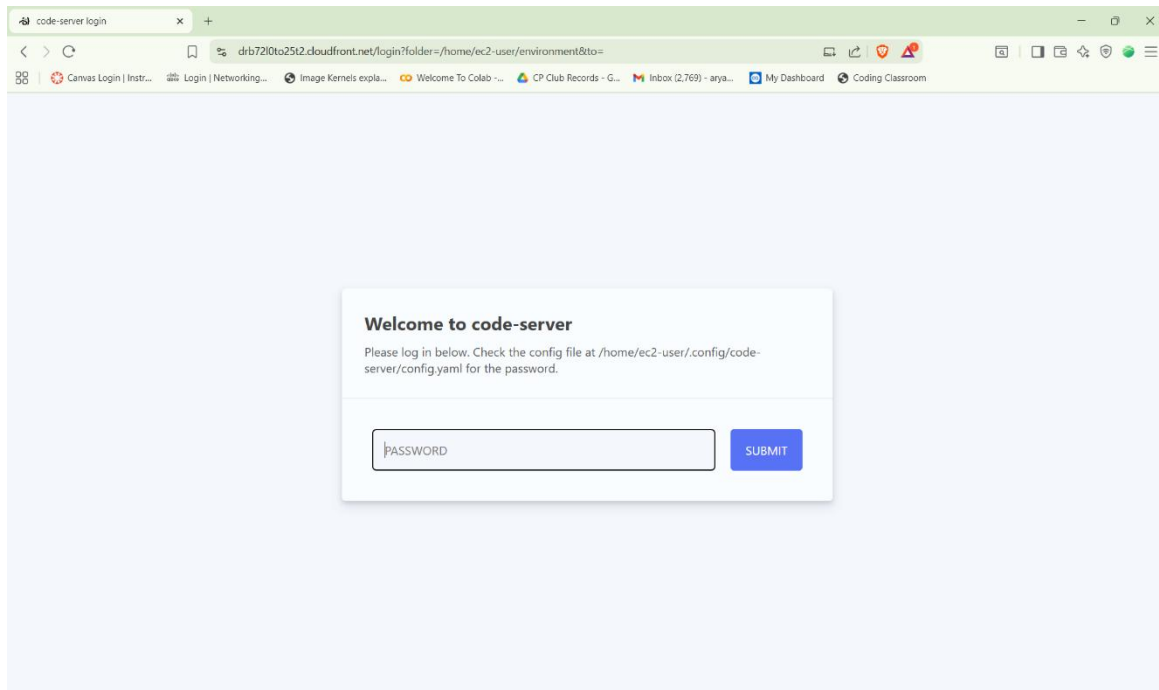 code-server login
drb72l0to25t2.cloudfront.net/login?folder=/home/ec2-user/environment&to=
Canvas Login | Instr... Login | Networking... Image Kernels expla... Welcome To Colab -... CP Club Records - G... Inbox (2,769) - arya... My Dashboard Coding Classroom
Welcome to code-server
Please log in below. Check the config file at /home/ec2-user/.config/code-
server/config.yaml for the password.
PASSWORD
SUBMIT